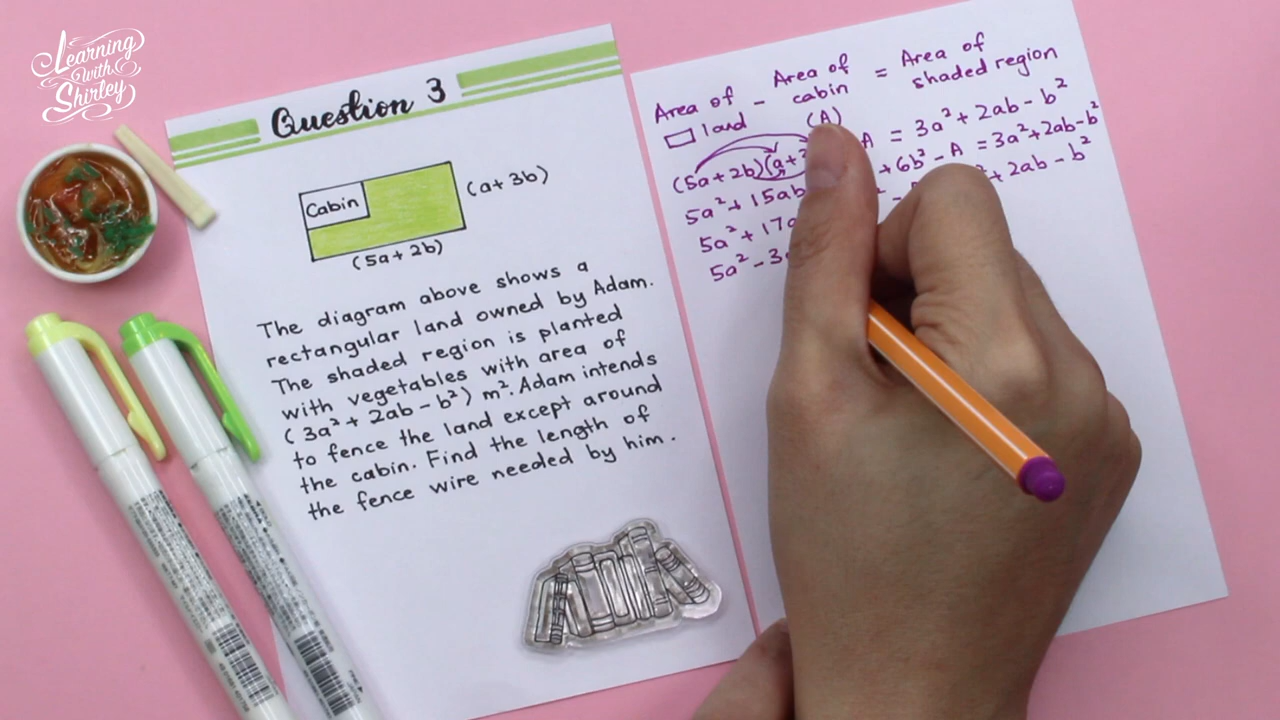 Learning
With
Shirley
Question 3
Cabin
(a+3b)
(5a+2b)
The diagram above shows a
rectangular land owned by Adam.
The shaded region is planted
with vegetables with area of
(3a² + 2ab - b²) m². Adam intends
to fence the land except around
the cabin. Find the length of
the fence wire needed by him.
Area of ▭ land - Area of cabin (A) = Area of shaded region
(5a+2b)(a+ A = 3a² + 2ab - b²
5a² + 15ab + 6b² - A = 3a² + 2ab - b²
5a² + 17a + 2ab - b²
5a² - 3a